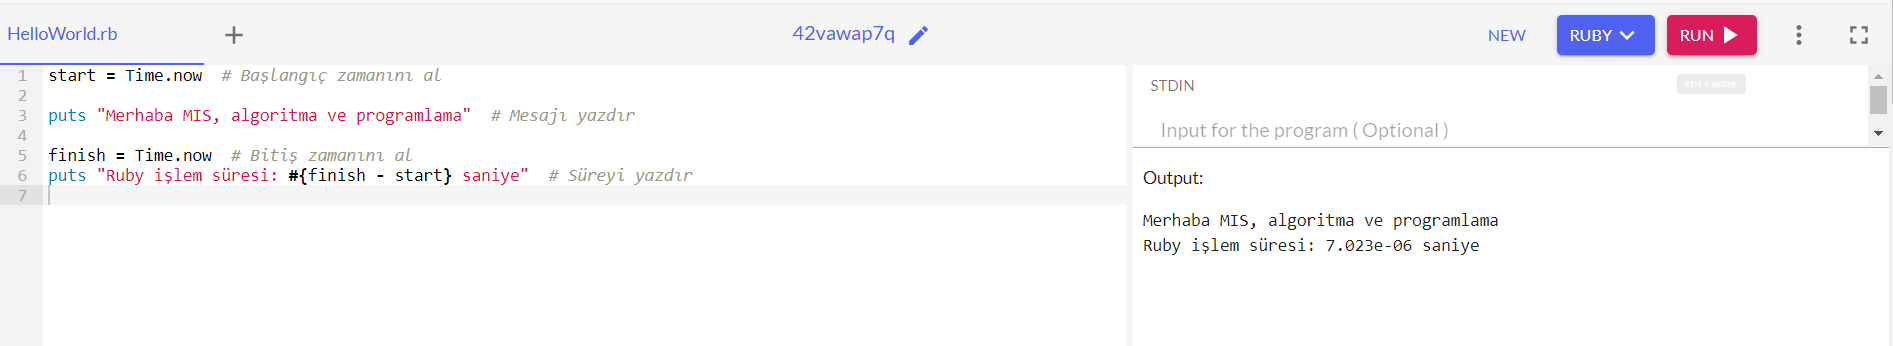 HelloWorld.rb
42vawap7q
NEW
RUBY
RUN
1 start = Time.now  # Başlangıç zamanını al
2
3 puts "Merhaba MIS, algoritma ve programlama"  # Mesajı yazdır
4
5 finish = Time.now  # Bitiş zamanını al
6 puts "Ruby işlem süresi: #{finish - start} saniye"  # Süreyi yazdır
7
STDIN
ctrl + enter
Input for the program ( Optional )
Output:
Merhaba MIS, algoritma ve programlama
Ruby işlem süresi: 7.023e-06 saniye